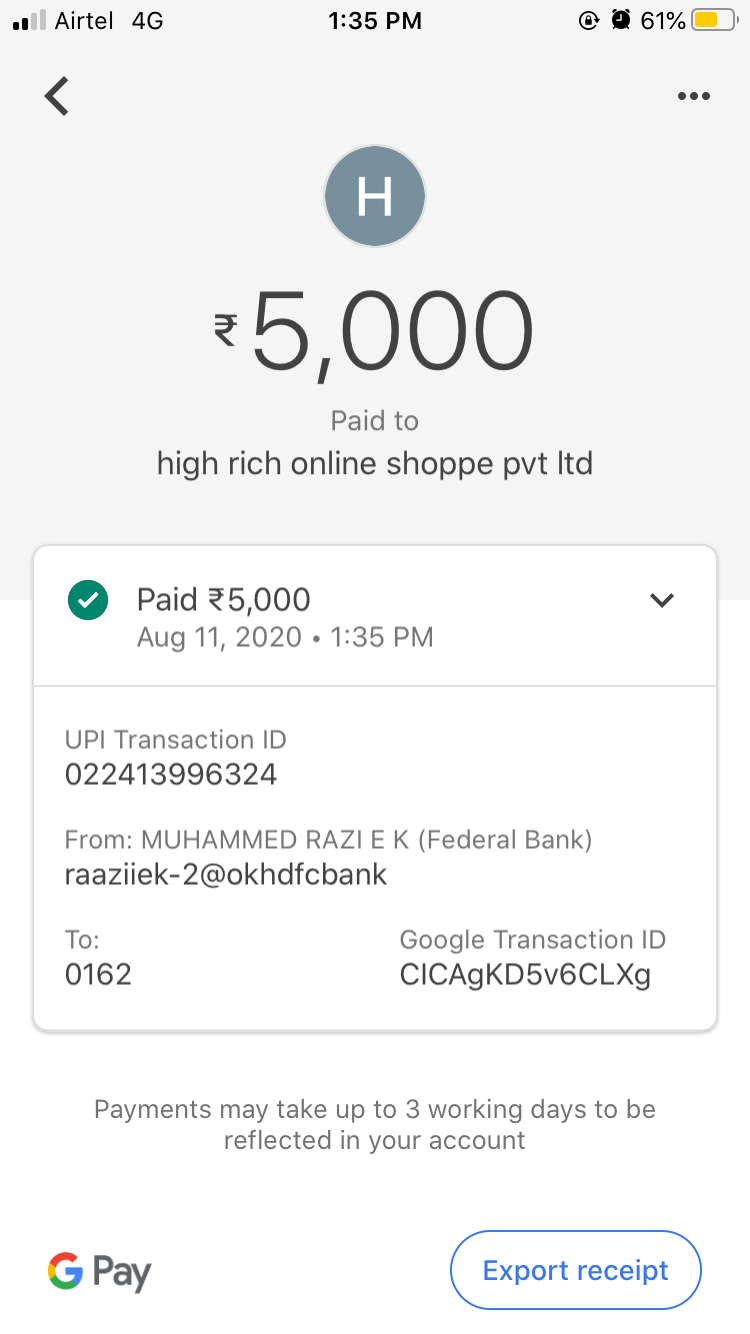 Airtel 4G 1:35 PM 61%
H
₹5,000
Paid to
high rich online shoppe pvt ltd
Paid ₹5,000
Aug 11, 2020 • 1:35 PM
UPI Transaction ID
022413996324
From: MUHAMMED RAZI E K (Federal Bank)
raaziiek-2@okhdfcbank
To:
0162
Google Transaction ID
CICAgKD5v6CLXg
Payments may take up to 3 working days to be
reflected in your account
G Pay
Export receipt